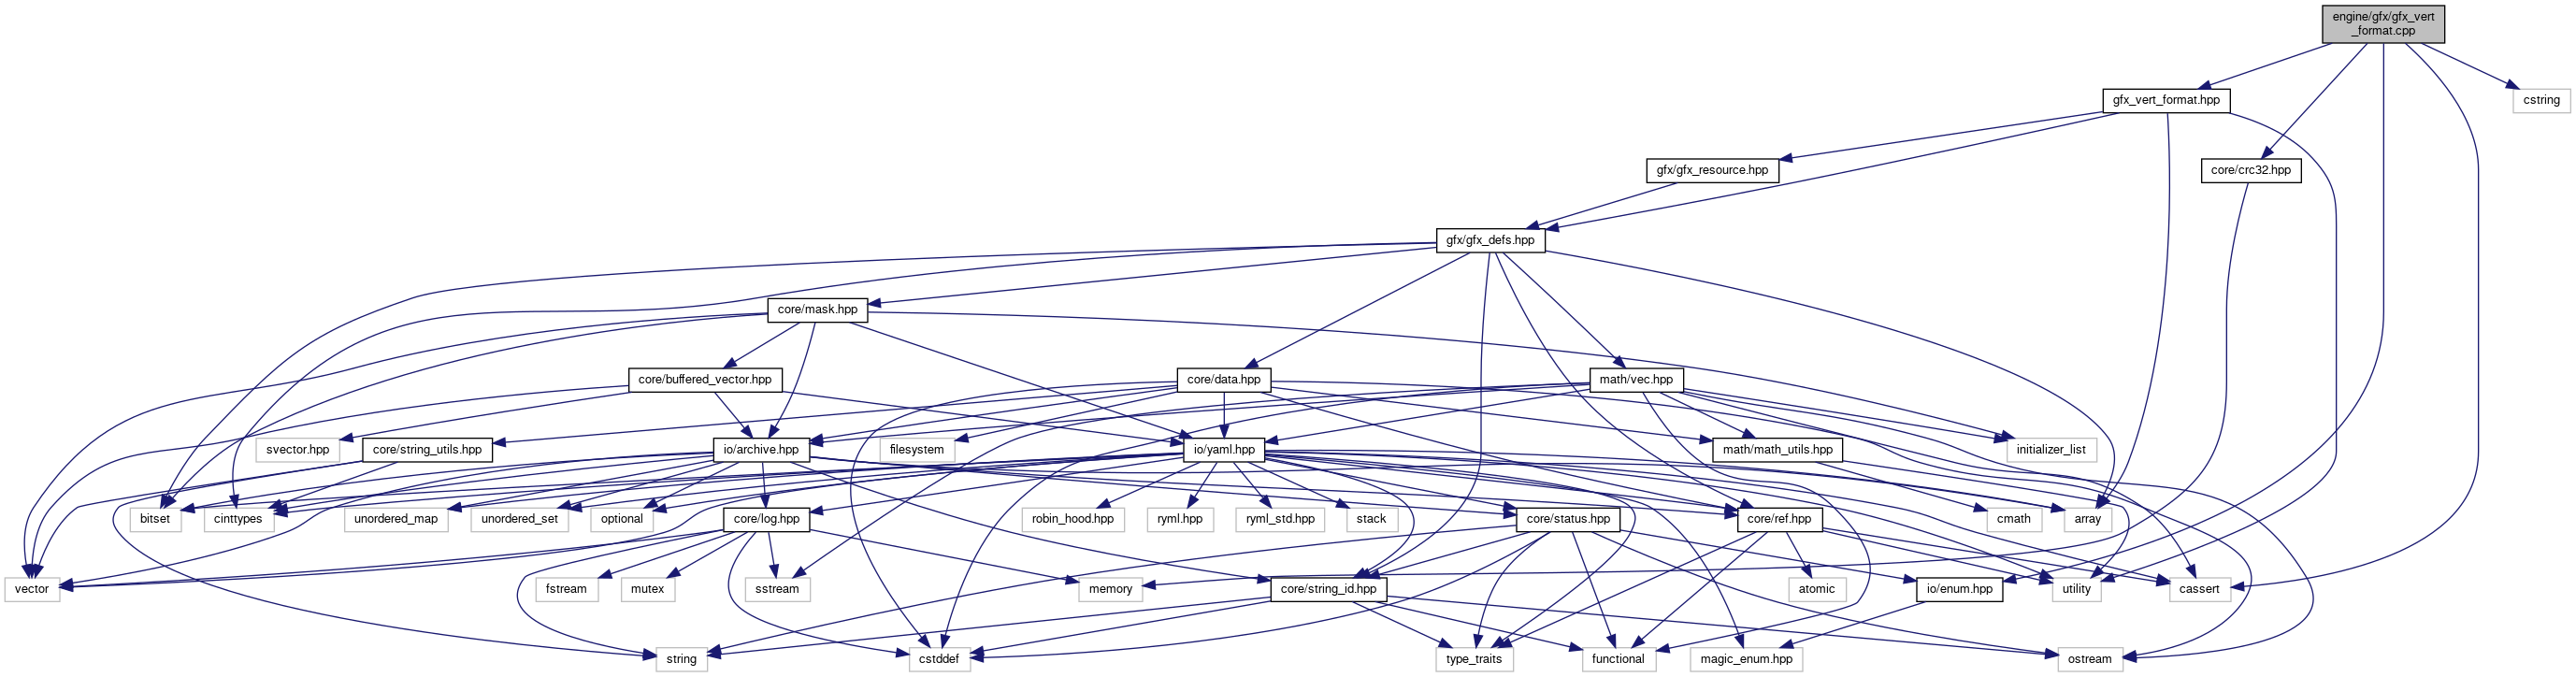 engine/gfx/gfx_vert
_format.cpp
gfx_vert_format.hpp
cstring
gfx/gfx_resource.hpp
core/crc32.hpp
gfx/gfx_defs.hpp
core/mask.hpp
core/buffered_vector.hpp
core/data.hpp
math/vec.hpp
svector.hpp
core/string_utils.hpp
io/archive.hpp
filesystem
io/yaml.hpp
math/math_utils.hpp
initializer_list
bitset
cinttypes
unordered_map
unordered_set
optional
core/log.hpp
robin_hood.hpp
ryml.hpp
ryml_std.hpp
stack
core/status.hpp
core/ref.hpp
cmath
array
vector
fstream
mutex
sstream
memory
core/string_id.hpp
atomic
io/enum.hpp
utility
cassert
string
cstddef
type_traits
functional
magic_enum.hpp
ostream